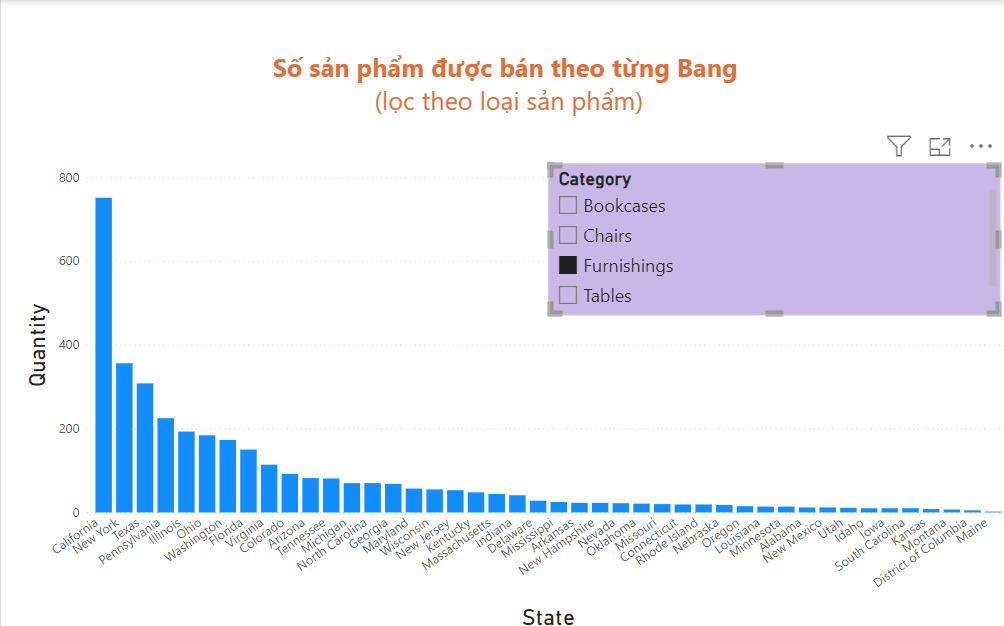 Số sản phẩm được bán theo từng Bang
(lọc theo loại sản phẩm)
Category
Bookcases
Chairs
Furnishings
Tables
800
600
400
200
0
Quantity
California
New York
Texas
Pennsylvania
Illinois
Ohio
Washington
Florida
Virginia
Colorado
Arizona
Tennessee
Michigan
North Carolina
Georgia
Maryland
Wisconsin
New Jersey
Kentucky
Massachusetts
Indiana
Delaware
Mississippi
Arkansas
New Hampshire
Nevada
Oklahoma
Missouri
Connecticut
Rhode Island
Nebraska
Oregon
Louisiana
Minnesota
Alabama
New Mexico
Utah
Idaho
Iowa
South Carolina
Kansas
Montana
District of Columbia
Maine
State